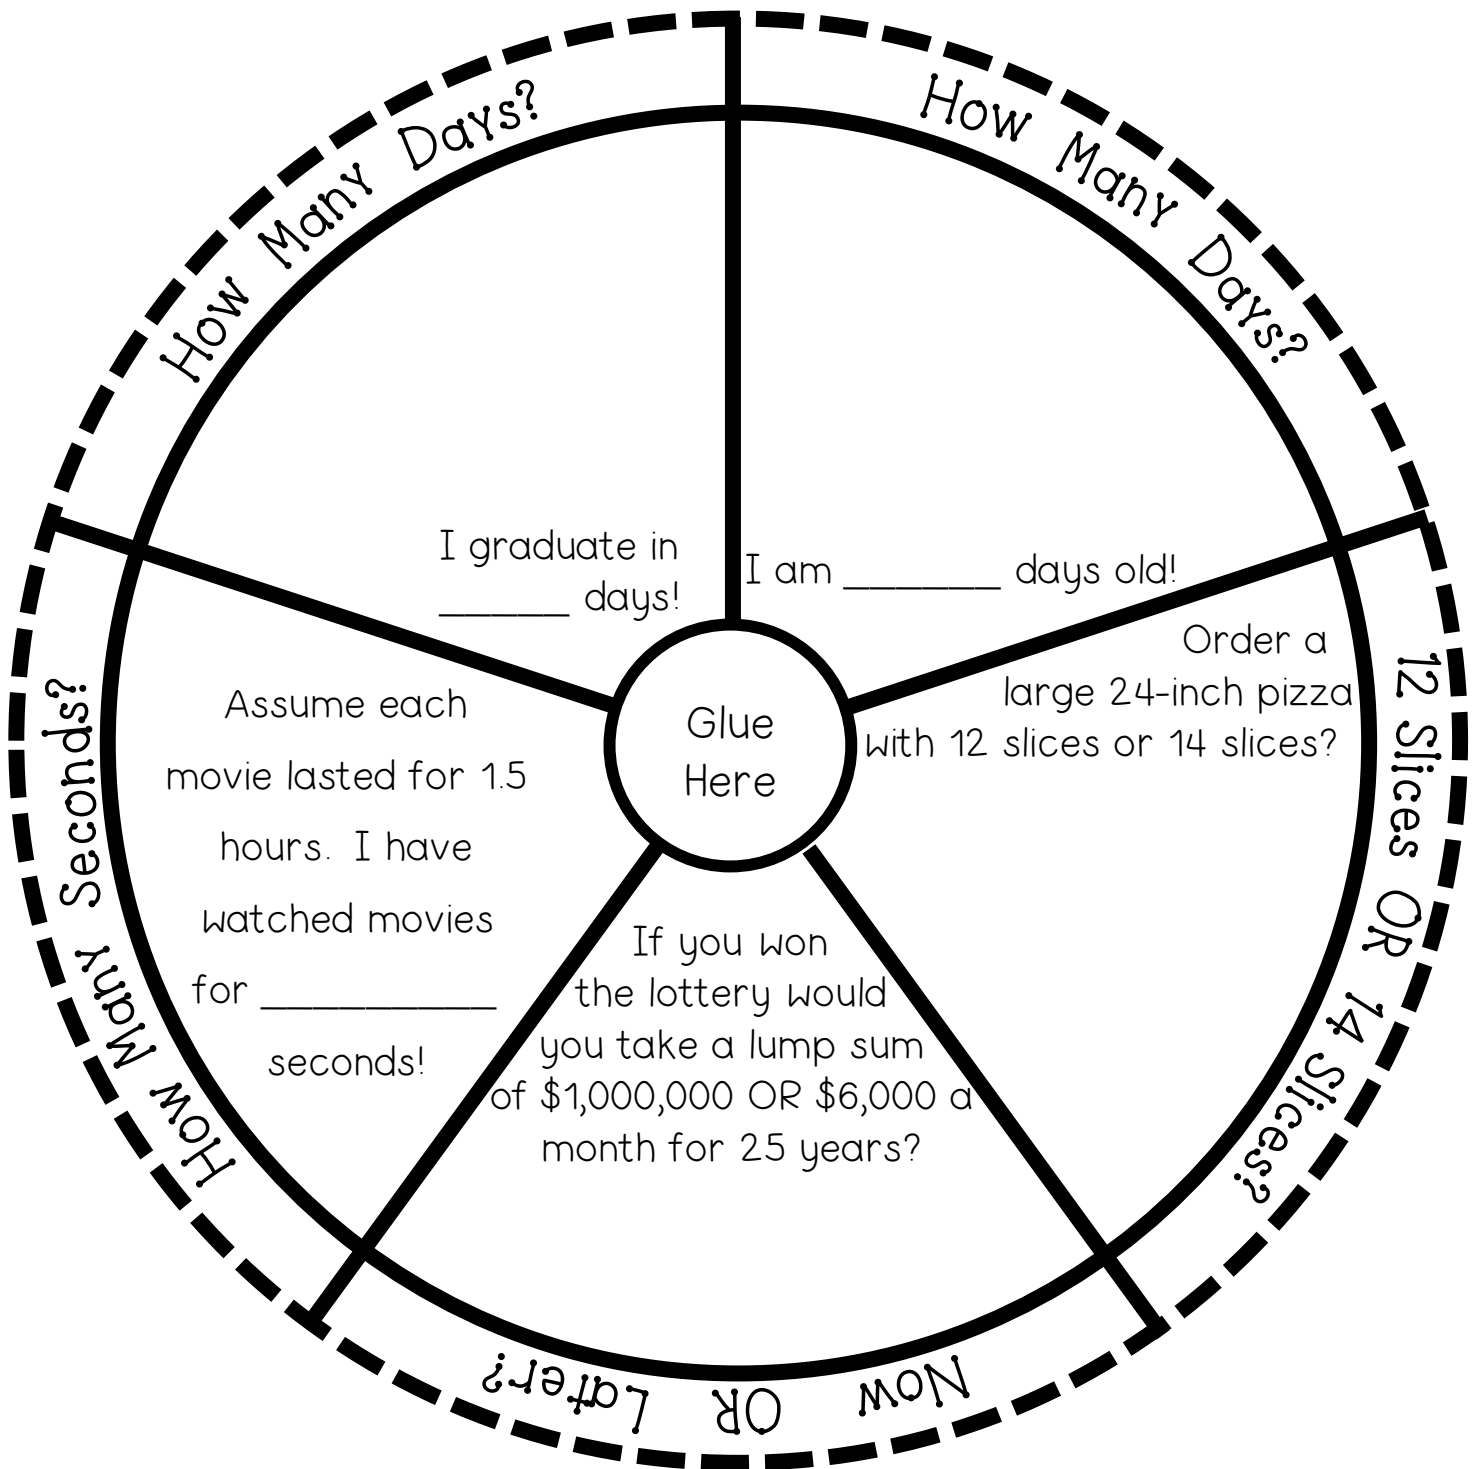 How Many Days?
I graduate in
_____ days!
How Many Days?
I am ______ days old!
12 Slices OR 14 Slices?
Order a
large 24-inch pizza
with 12 slices or 14 slices?
Now OR Later?
If you won
the lottery would
you take a lump sum
of $1,000,000 OR $6,000 a
month for 25 years?
How Many Seconds?
Assume each
movie lasted for 1.5
hours. I have
watched movies
for _________
seconds!
Glue
Here